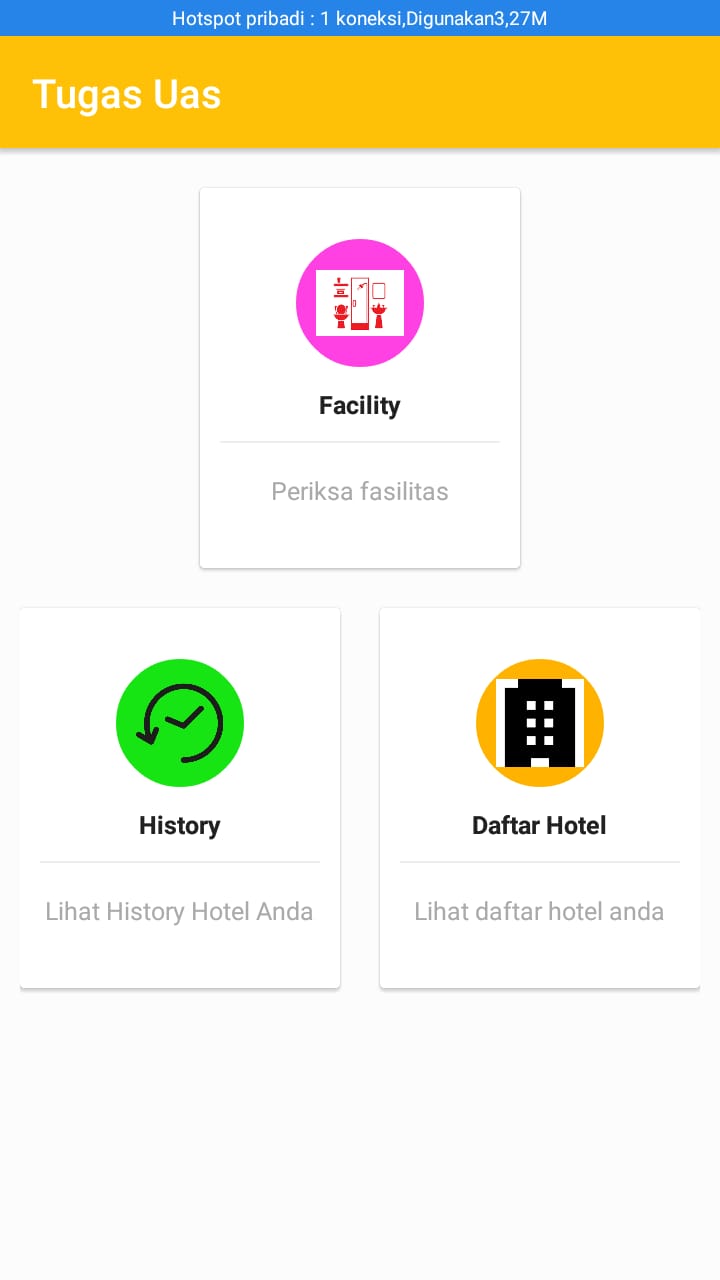 Hotspot pribadi : 1 koneksi,Digunakan3,27M
Tugas Uas
Facility
Periksa fasilitas
History
Lihat History Hotel Anda
Daftar Hotel
Lihat daftar hotel anda